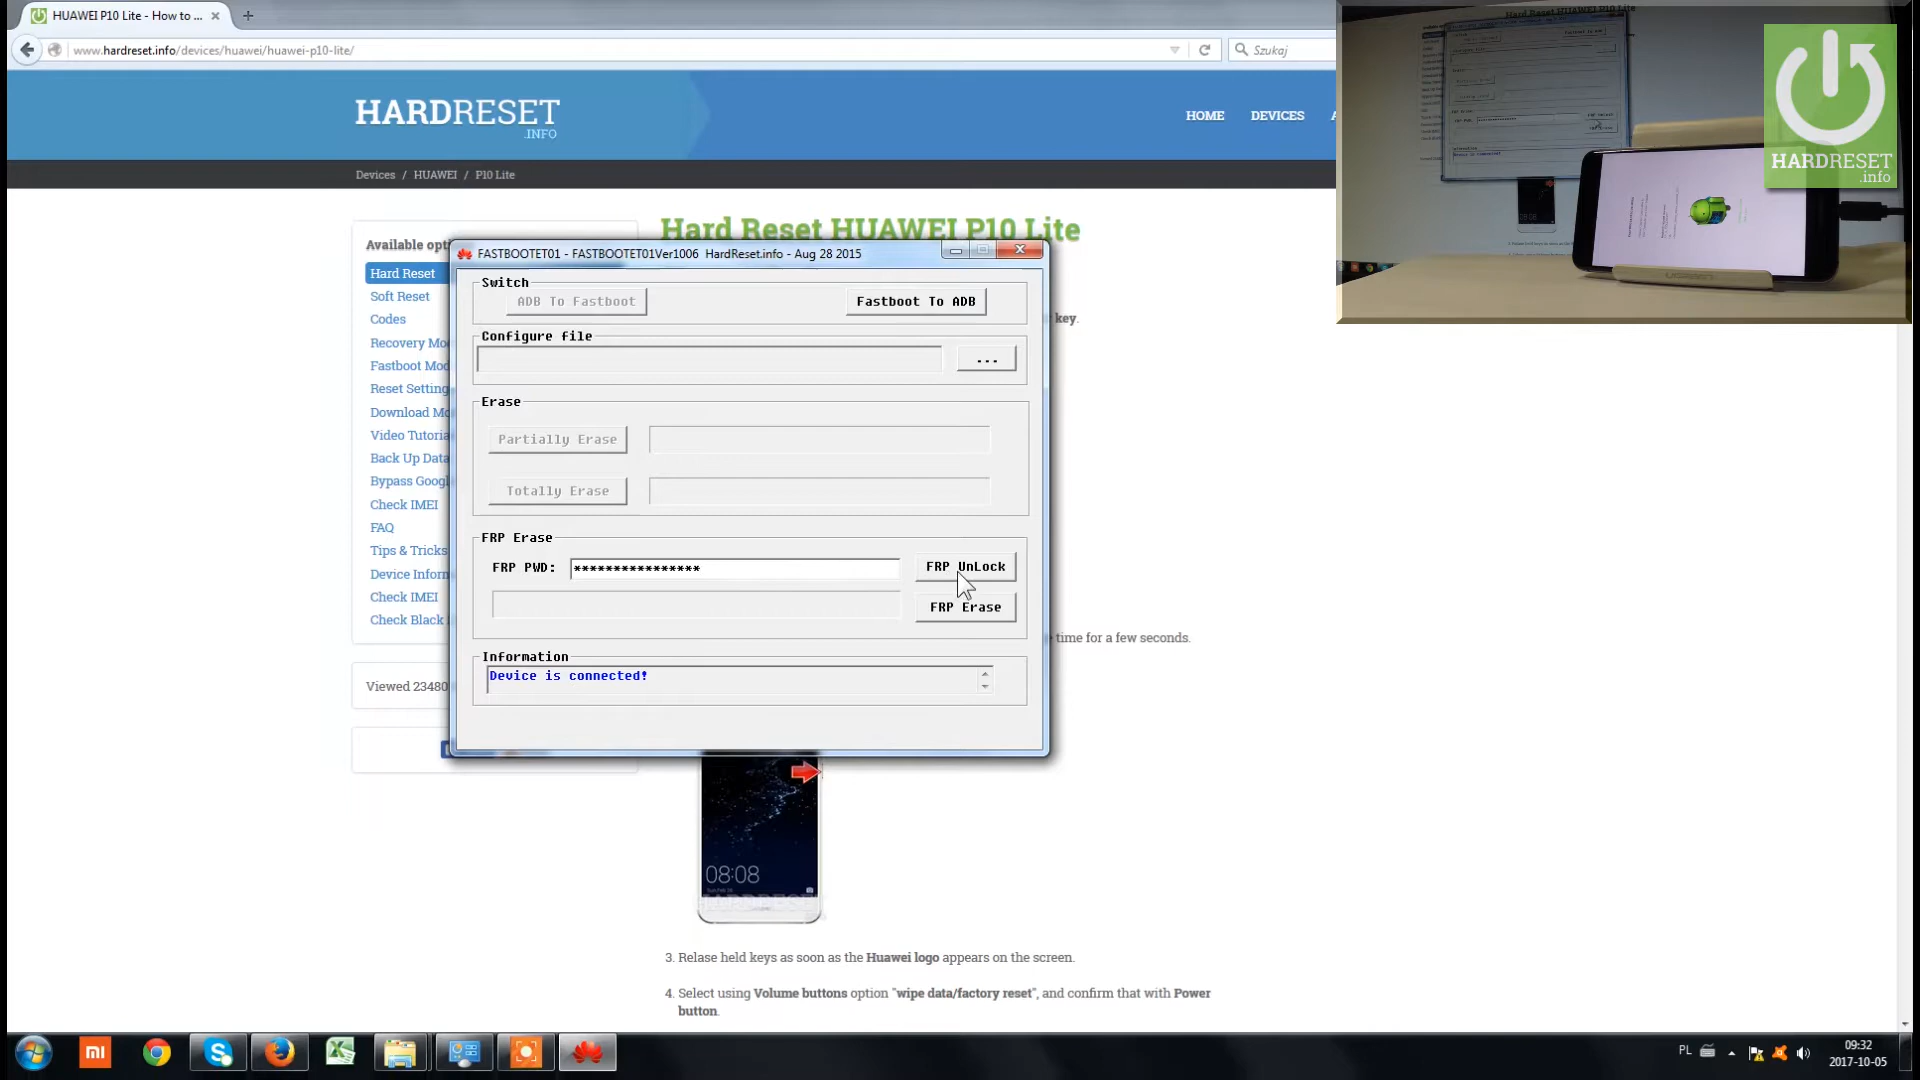 HUAWEI P10 Lite - How to ...
www.hardreset.info/devices/huawei/huawei-p10-lite/
Szukaj
HARDRESET
.INFO
HOME
DEVICES
Devices / HUAWEI / P10 Lite
HARDRESET
.info
Available opti
Hard Reset
Soft Reset
Codes
Recovery Mo
Fastboot Mod
Reset Setting
Download Mo
Video Tutoria
Back Up Data
Bypass Googl
Check IMEI
FAQ
Tips & Tricks
Device Inforn
Check IMEI
Check Black
Viewed 23480
Hard Reset HUAWEI P10 Lite
key.
time for a few seconds.
FASTBOOTET01 - FASTBOOTET01Ver1006 HardReset.info - Aug 28 2015
Switch
ADB To Fastboot
Fastboot To ADB
Configure file
...
Erase
Partially Erase
Totally Erase
FRP Erase
FRP PWD:
****************
FRP UnLock
FRP Erase
Information
Device is connected!
08:08
3. Relase held keys as soon as the Huawei logo appears on the screen.
4. Select using Volume buttons option "wipe data/factory reset", and confirm that with Power
button.
PL
09:32
2017-10-05